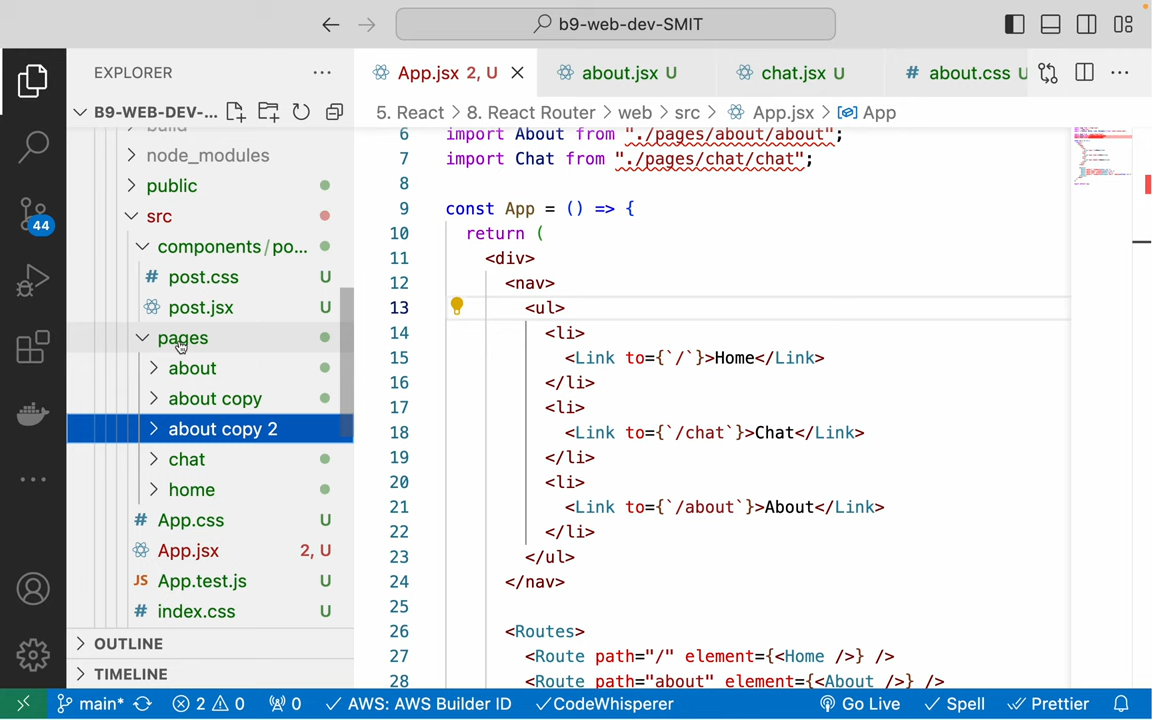 b9-web-dev-SMIT
EXPLORER
B9-WEB-DEV-...
build
node_modules
public
src
components/po...
post.css U
post.jsx U
pages
about
about copy
about copy 2
chat
home
App.css U
App.jsx 2, U
JS App.test.js U
index.css U
OUTLINE
TIMELINE
44
App.jsx 2, U
about.jsx U
chat.jsx U
# about.css U
5. React > 8. React Router > web > src > App.jsx > App
6 import About from "./pages/about/about";
7 import Chat from "./pages/chat/chat";
8
9 const App = () => {
10 return (
11 <div>
12 <nav>
13 <ul>
14 <li>
15 <Link to={`/`}>Home</Link>
16 </li>
17 <li>
18 <Link to={`/chat`}>Chat</Link>
19 </li>
20 <li>
21 <Link to={`/about`}>About</Link>
22 </li>
23 </ul>
24 </nav>
25
26 <Routes>
27 <Route path="/" element={<Home />} />
28 <Route path="about" element={<About />} />
main* 2 0 0 AWS: AWS Builder ID CodeWhisperer Go Live Spell Prettier